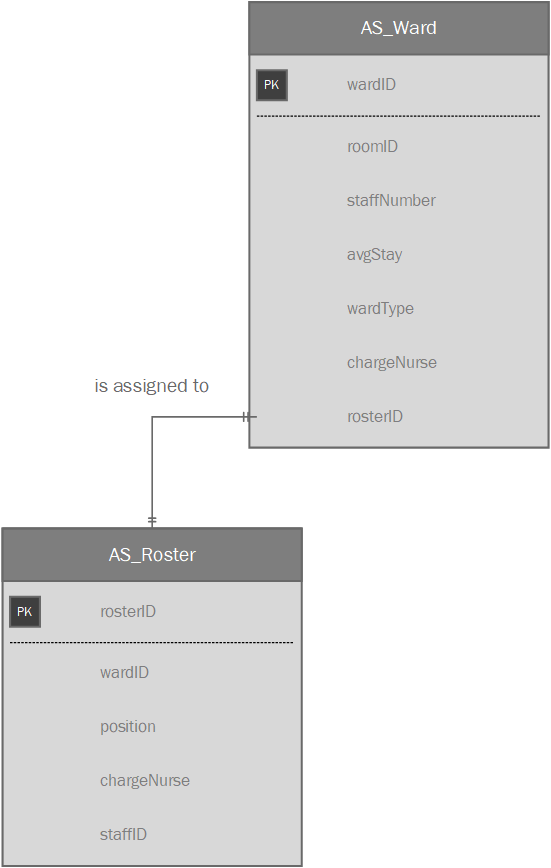 AS_Ward
PK wardID
roomID
staffNumber
avgStay
wardType
chargeNurse
rosterID
is assigned to
AS_Roster
PK rosterID
wardID
position
chargeNurse
staffID